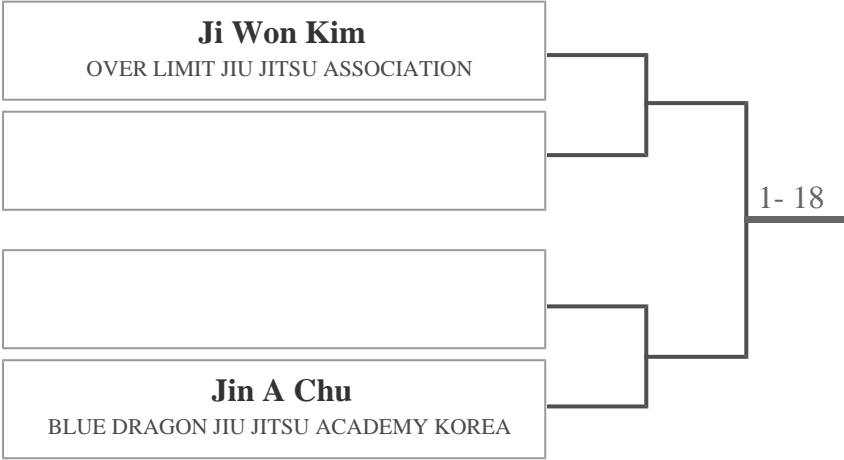 Ji Won Kim
OVER LIMIT JIU JITSU ASSOCIATION
1- 18
Jin A Chu
BLUE DRAGON JIU JITSU ACADEMY KOREA